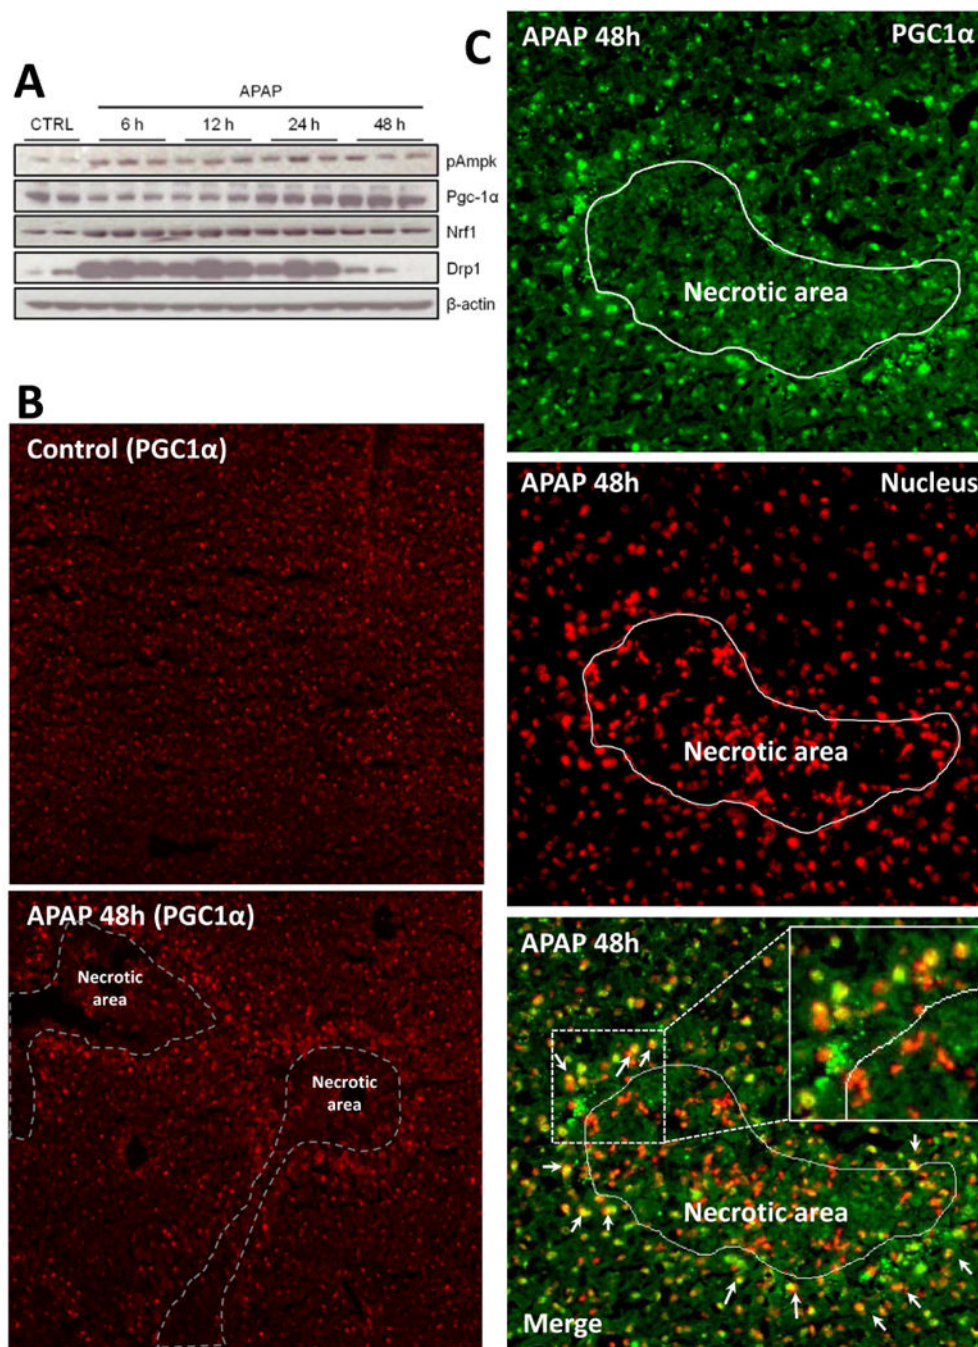 A
APAP
CTRL 6 h 12 h 24 h 48 h
pAmpk
Pgc-1α
Nrf1
Drp1
β-actin
B
Control (PGC1α)
APAP 48h (PGC1α)
Necrotic
area
Necrotic
area
C
APAP 48h PGC1α
Necrotic area
APAP 48h Nucleus
Necrotic area
APAP 48h
Necrotic area
Merge